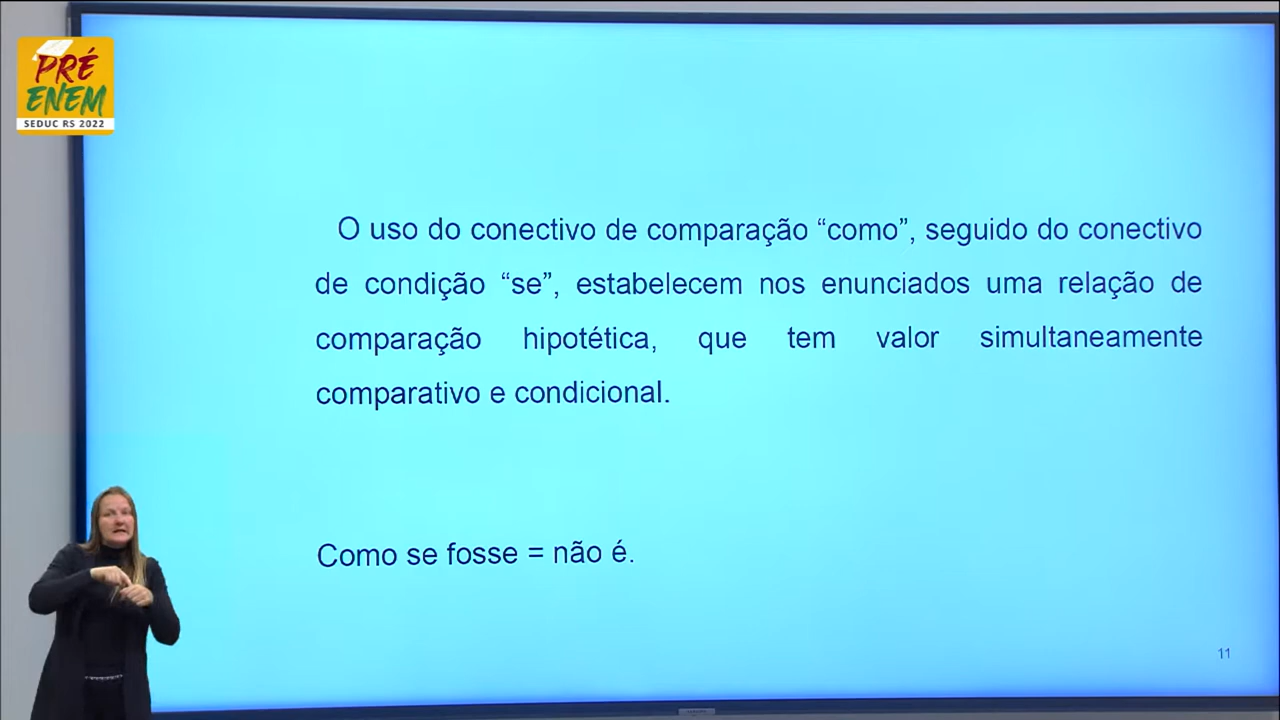 PRÉ
ENEM
SEDUC RS 2022
O uso do conectivo de comparação “como”, seguido do conectivo
de condição “se”, estabelecem nos enunciados uma relação de
comparação hipotética, que tem valor simultaneamente
comparativo e condicional.
Como se fosse = não é.
11